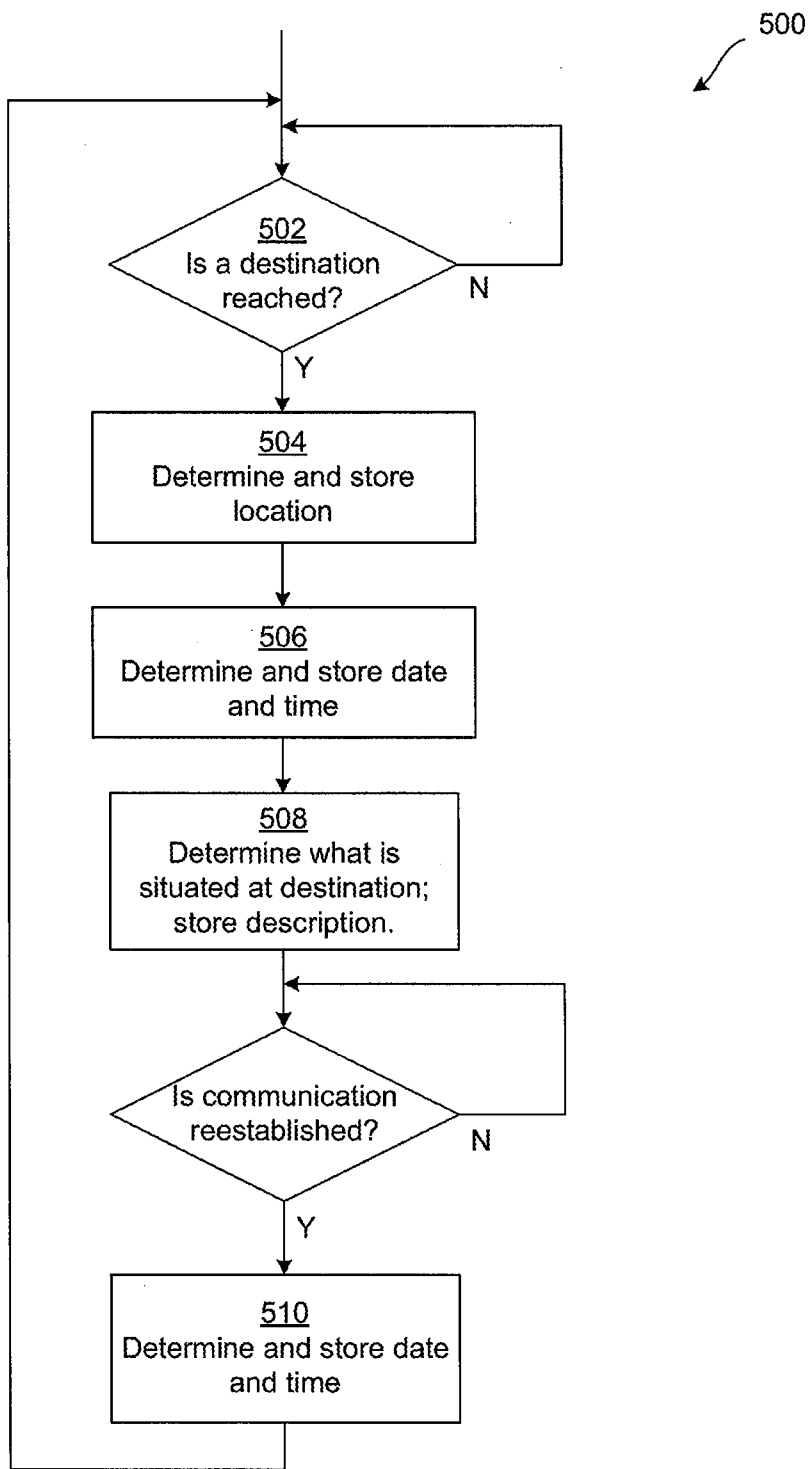 500
502
Is a destination
reached?
N
Y
504
Determine and store
location
506
Determine and store date
and time
508
Determine what is
situated at destination;
store description.
Is communication
reestablished?
N
Y
510
Determine and store date
and time